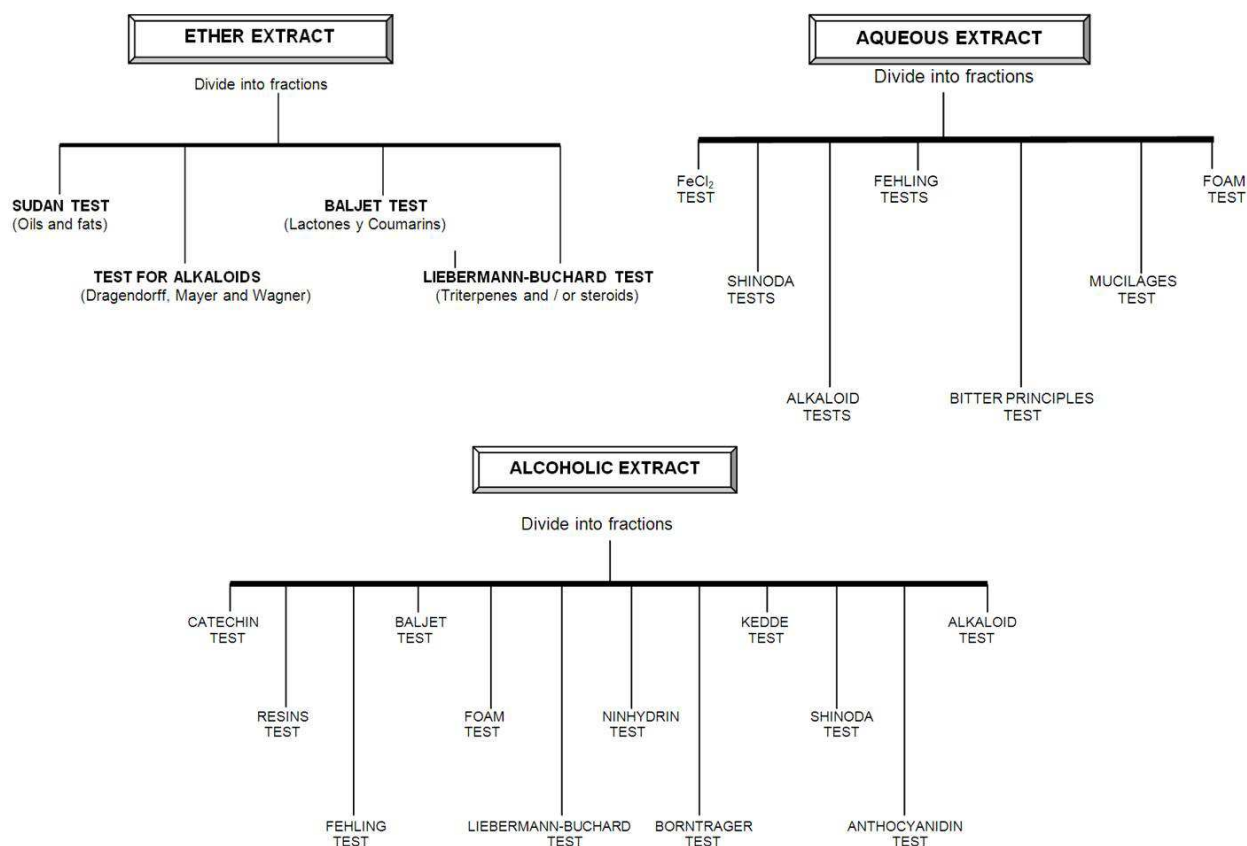 ETHER EXTRACT
Divide into fractions
SUDAN TEST
(Oils and fats)
TEST FOR ALKALOIDS
(Dragendorff, Mayer and Wagner)
BALJET TEST
(Lactones y Coumarins)
LIEBERMANN-BUCHARD TEST
(Triterpenes and / or steroids)
AQUEOUS EXTRACT
Divide into fractions
FeCl₂
TEST
SHINODA
TESTS
ALKALOID
TESTS
FEHLING
TESTS
BITTER PRINCIPLES
TEST
MUCILAGES
TEST
FOAM
TEST
ALCOHOLIC EXTRACT
Divide into fractions
CATECHIN
TEST
RESINS
TEST
FEHLING
TEST
BALJET
TEST
FOAM
TEST
LIEBERMANN-BUCHARD
TEST
NINHYDRIN
TEST
BORNTRAGER
TEST
KEDDE
TEST
SHINODA
TEST
ANTHOCYANIDIN
TEST
ALKALOID
TEST